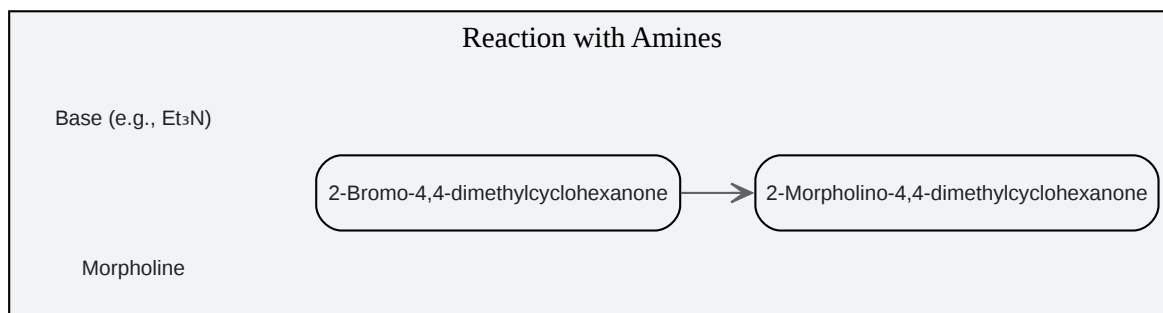 Reaction with Amines
Base (e.g., Et₃N)
2-Bromo-4,4-dimethylcyclohexanone
2-Morpholino-4,4-dimethylcyclohexanone
Morpholine